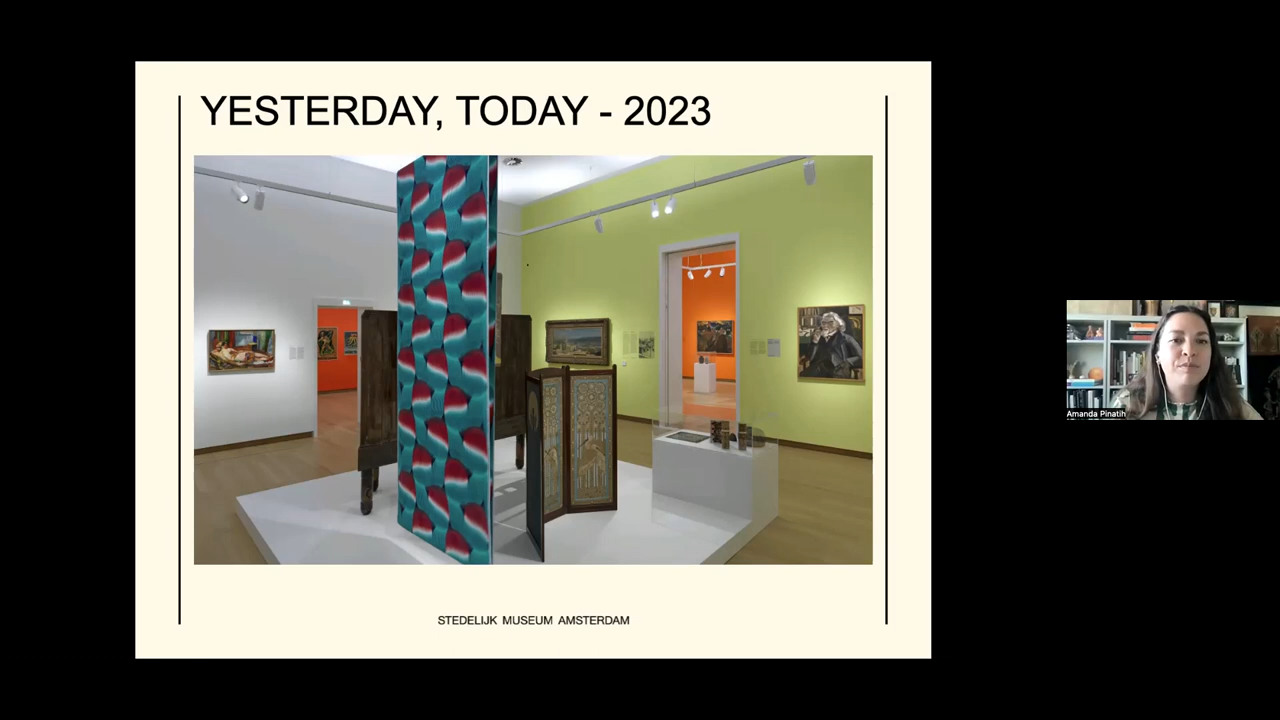 YESTERDAY, TODAY - 2023
STEDELIJK MUSEUM AMSTERDAM
Amanda Pinatih